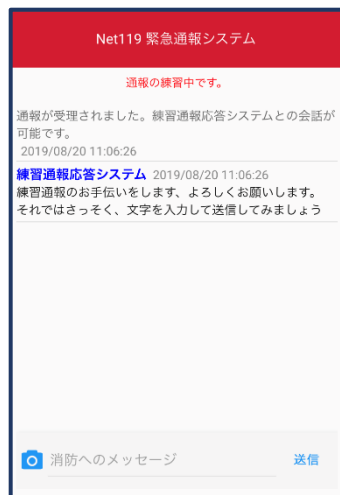 Net119 緊急通報システム
通報の練習中です。
通報が受理されました。練習通報応答システムとの会話が
可能です。
2019/08/20 11:06:26
練習通報応答システム 2019/08/20 11:06:26
練習通報のお手伝いをします、よろしくお願いします。
それではさっそく、文字を入力して送信してみましょう
消防へのメッセージ
送信